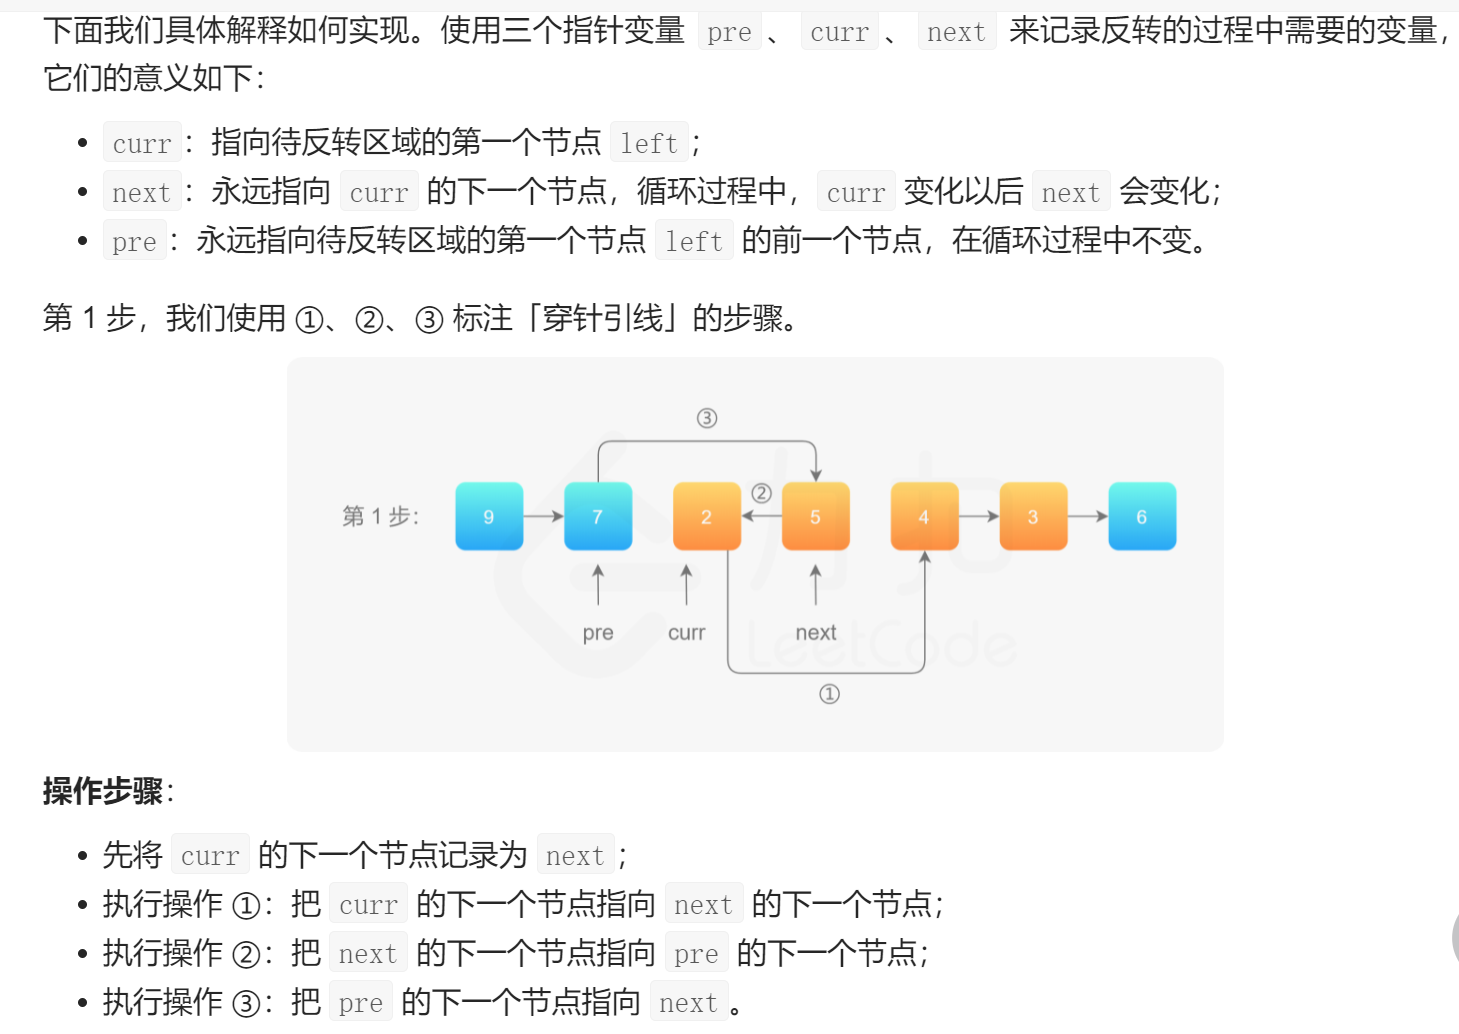 下面我们具体解释如何实现。使用三个指针变量 pre 、 curr 、 next 来记录反转的过程中需要的变量，
它们的意义如下：
• curr ：指向待反转区域的第一个节点 left ；
• next ：永远指向 curr 的下一个节点，循环过程中， curr 变化以后 next 会变化；
• pre ：永远指向待反转区域的第一个节点 left 的前一个节点，在循环过程中不变。
第 1 步，我们使用 ①、②、③ 标注「穿针引线」的步骤。
③
②
第 1 步： 9 7 2 5 4 3 6
pre curr next
力扣
LeetCode
①
操作步骤：
• 先将 curr 的下一个节点记录为 next ；
• 执行操作 ①：把 curr 的下一个节点指向 next 的下一个节点；
• 执行操作 ②：把 next 的下一个节点指向 pre 的下一个节点；
• 执行操作 ③：把 pre 的下一个节点指向 next 。